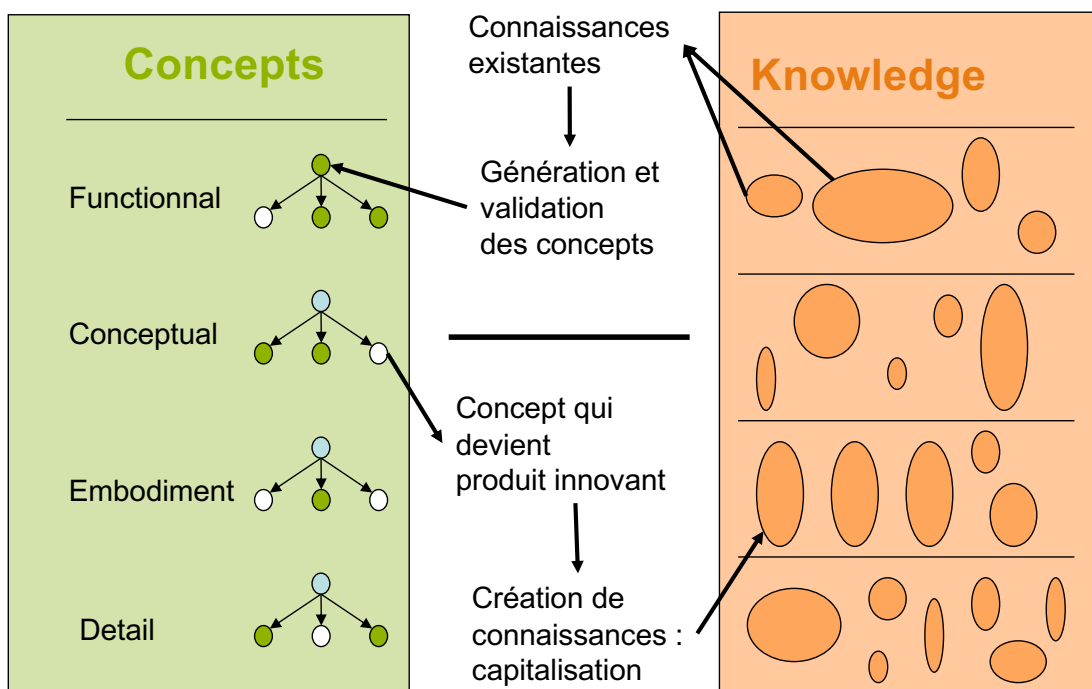 Concepts
Functionnal
Conceptual
Embodiment
Detail
Connaissances
existantes
Génération et
validation
des concepts
Concept qui
devient
produit innovant
Création de
connaissances :
capitalisation
Knowledge